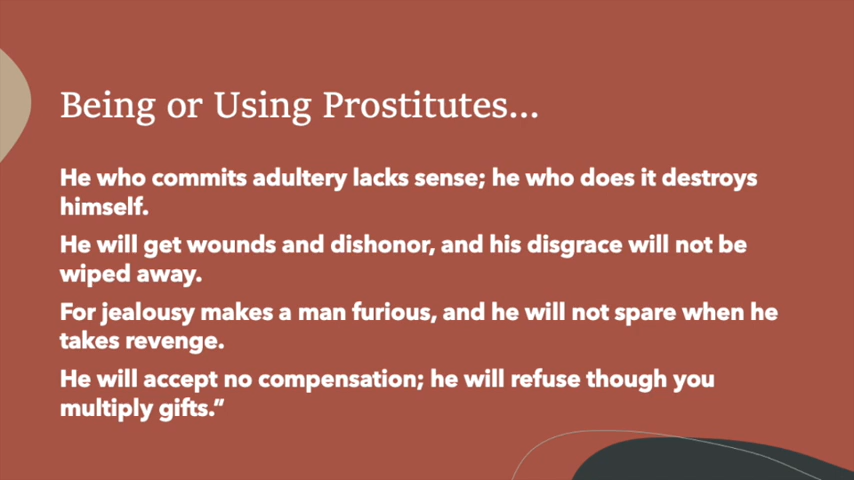 Being or Using Prostitutes...
He who commits adultery lacks sense; he who does it destroys
himself.
He will get wounds and dishonor, and his disgrace will not be
wiped away.
For jealousy makes a man furious, and he will not spare when he
takes revenge.
He will accept no compensation; he will refuse though you
multiply gifts.”